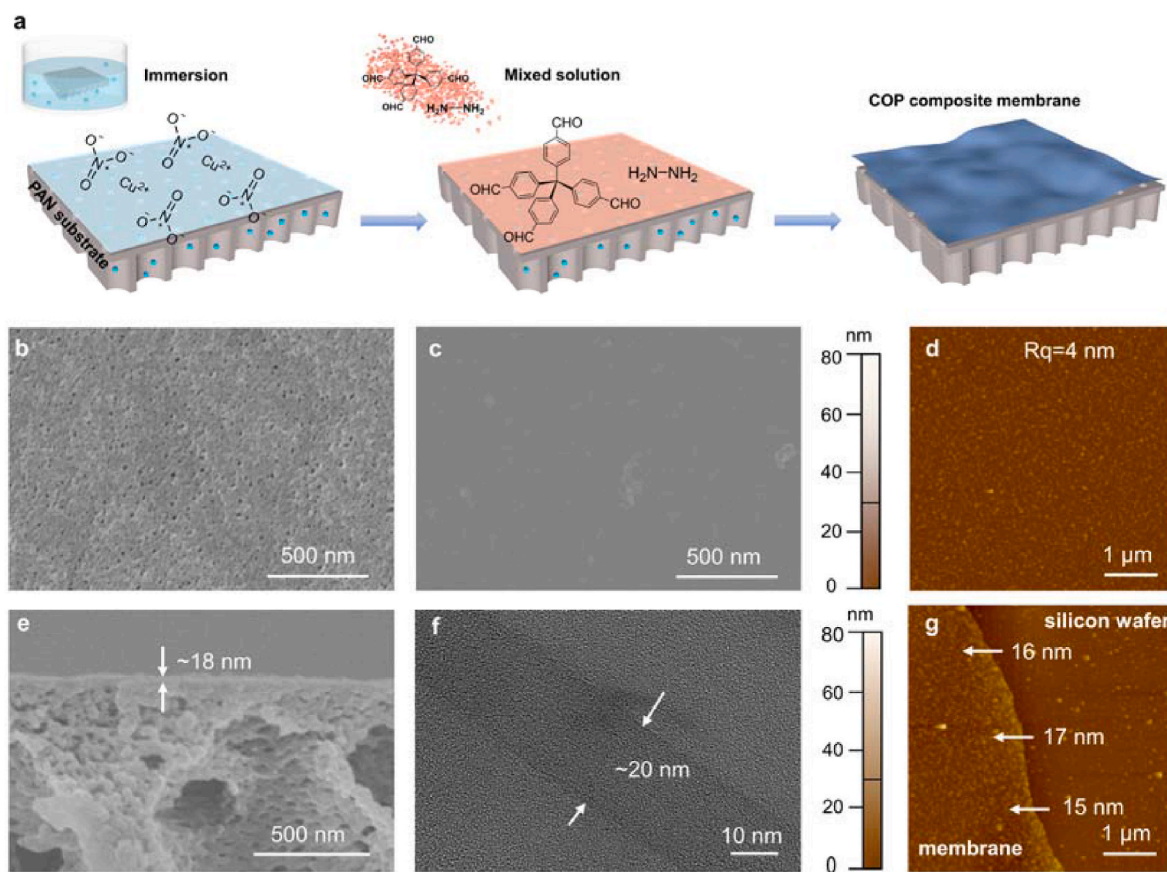 a
Immersion
Mixed solution
COP composite membrane
CHO
OHC
CHO
OHC
H₂N–NH₂
O⁻
N⁺
O⁻
O
O⁻
N⁺
O⁻
O
Cu²⁺
Cu²⁺
O
N⁺
O⁻
O⁻
O
N⁺
O⁻
O⁻
PAN substrate
CHO
OHC
CHO
OHC
H₂N–NH₂
b
500 nm
c
500 nm
nm
80
60
40
20
0
d
Rq=4 nm
1 µm
e
~18 nm
500 nm
f
~20 nm
10 nm
nm
80
60
40
20
0
g
silicon wafer
16 nm
17 nm
15 nm
membrane
1 µm